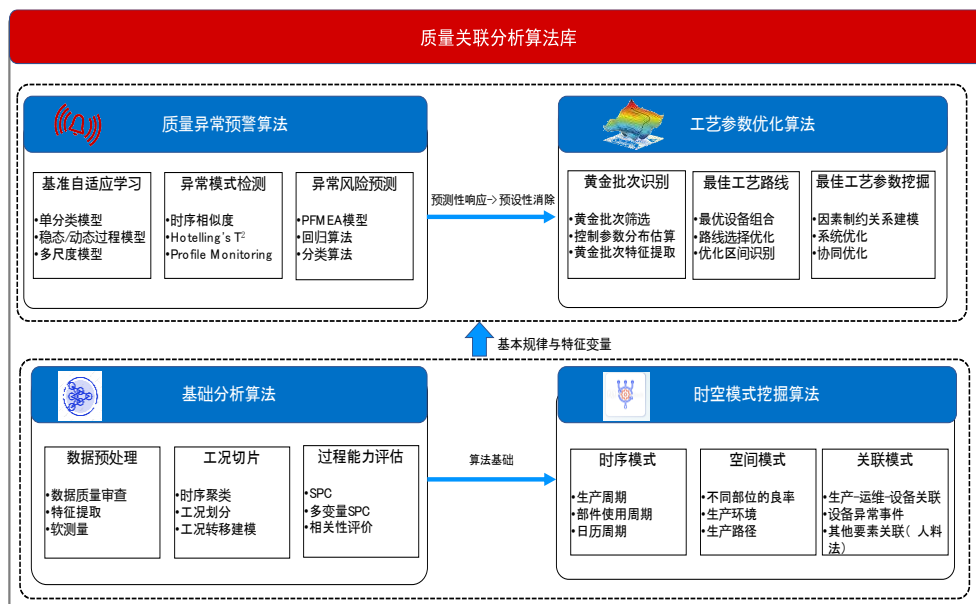 质量关联分析算法库
质量异常预警算法
基准自适应学习
•单分类模型
•稳态/动态过程模型
•多尺度模型
异常模式检测
•时序相似度
•Hotelling's T²
•Profile Monitoring
异常风险预测
•PFMEA模型
•回归算法
•分类算法
预测性响应->预设性消除
工艺参数优化算法
黄金批次识别
•黄金批次筛选
•控制参数分布估算
•黄金批次特征提取
最佳工艺路线
•最优设备组合
•路线选择优化
•优化区间识别
最佳工艺参数挖掘
•因素制约关系建模
•系统优化
•协同优化
基本规律与特征变量
基础分析算法
数据预处理
•数据质量审查
•特征提取
•软测量
工况切片
•时序聚类
•工况划分
•工况转移建模
过程能力评估
•SPC
•多变量SPC
•相关性评价
算法基础
时空模式挖掘算法
时序模式
•生产周期
•部件使用周期
•日历周期
空间模式
•不同部位的良率
•生产环境
•生产路径
关联模式
•生产-运维-设备关联
•设备异常事件
•其他要素关联( 人料
法)